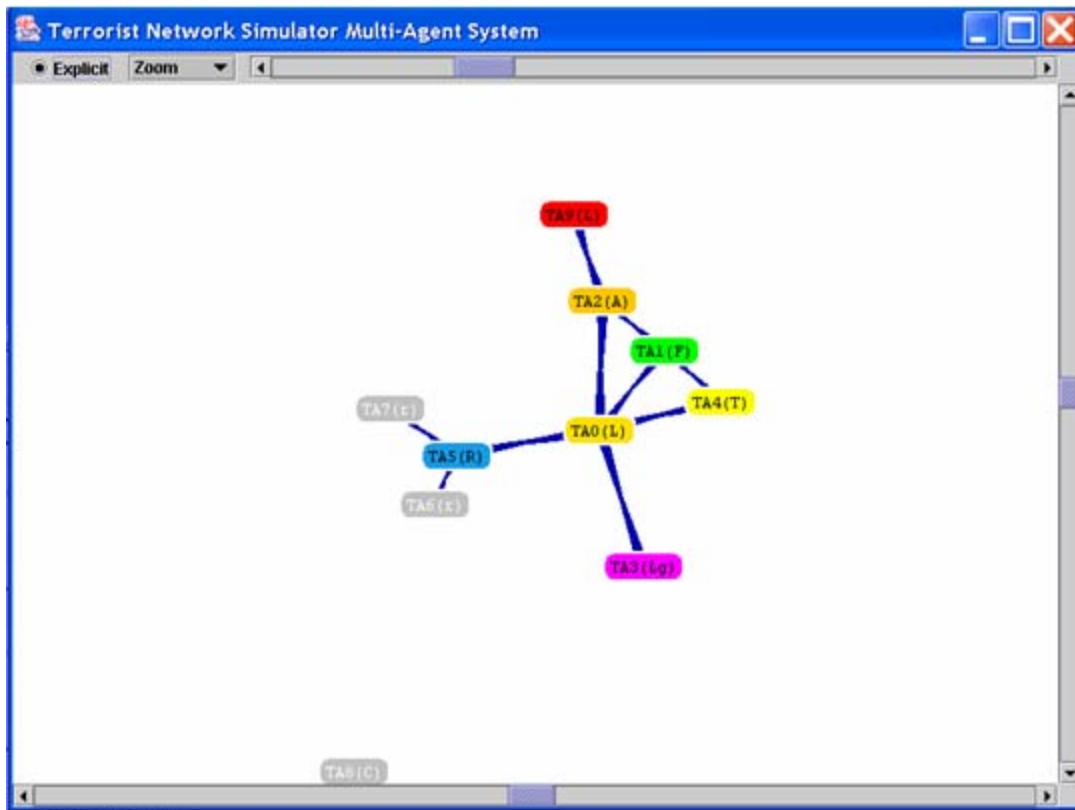 Terrorist Network Simulator Multi-Agent System
Explicit Zoom
TA9(L)
TA2(A)
TA1(F)
TA4(T)
TA7(r)
TA0(L)
TA5(R)
TA6(r)
TA3(Lg)
TA8(C)